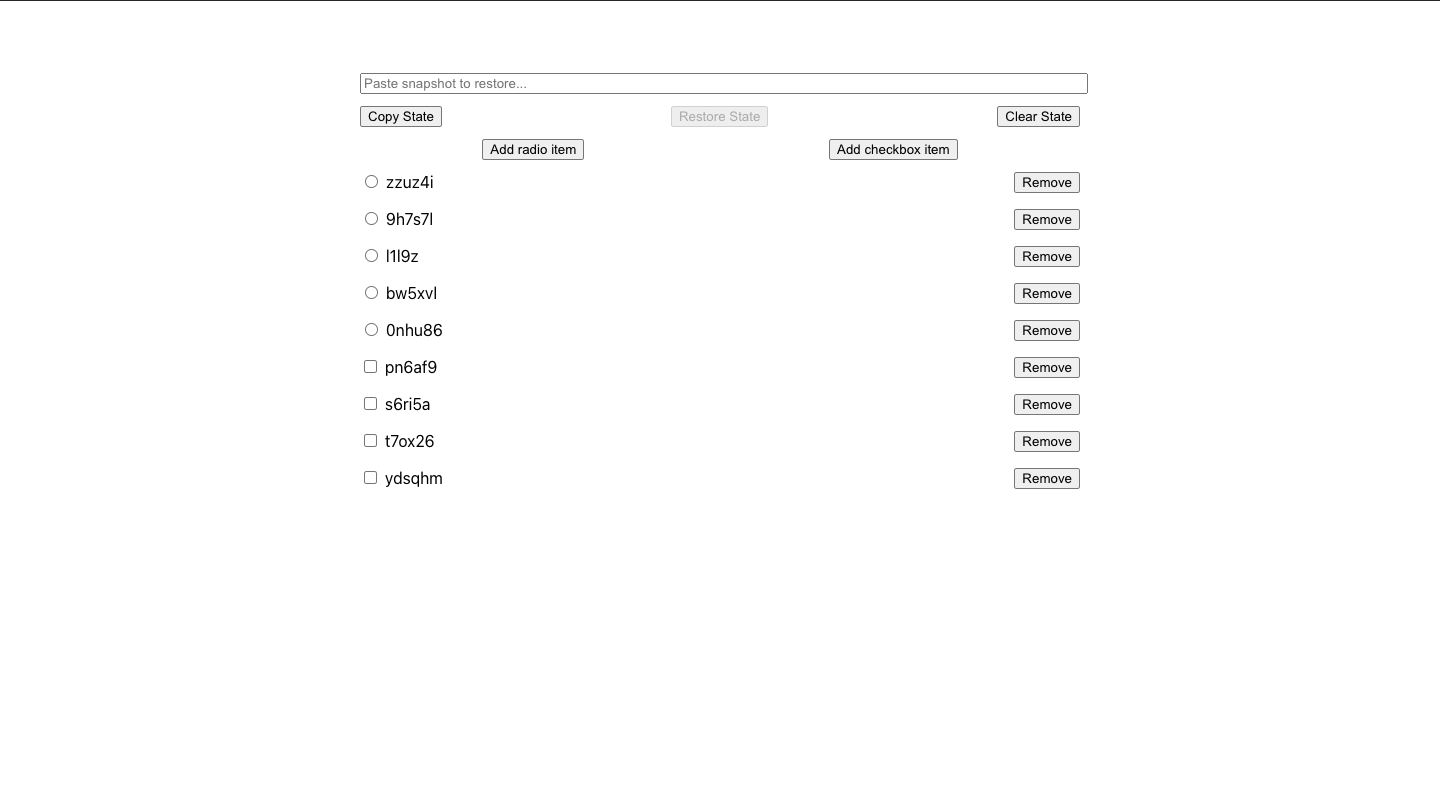 Paste snapshot to restore...
Copy State Restore State Clear State
Add radio item Add checkbox item
zzuz4i Remove
9h7s7l Remove
l1l9z Remove
bw5xvl Remove
0nhu86 Remove
pn6af9 Remove
s6ri5a Remove
t7ox26 Remove
ydsqhm Remove